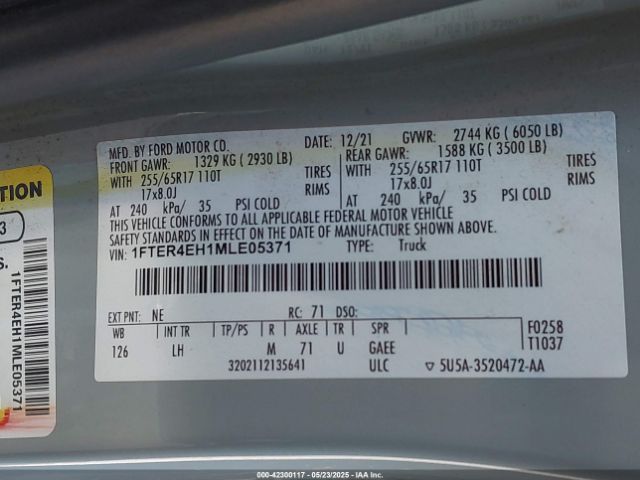 MFD. BY FORD MOTOR CO.
DATE: 12/21 GVWR: 2744 KG ( 6050 LB)
FRONT GAWR: 1329 KG ( 2930 LB)
REAR GAWR: 1588 KG ( 3500 LB)
WITH 255/65R17 110T TIRES
WITH 255/65R17 110T TIRES
17x8.0J RIMS
17x8.0J RIMS
AT 240 kPa/ 35 PSI COLD
AT 240 kPa/ 35 PSI COLD
THIS VEHICLE CONFORMS TO ALL APPLICABLE FEDERAL MOTOR VEHICLE
SAFETY STANDARDS IN EFFECT ON THE DATE OF MANUFACTURE SHOWN ABOVE.
VIN: 1FTER4EH1MLE05371 TYPE: Truck
EXT PNT: NE RC: 71 DSO:
WB INT TR TP/PS R AXLE TR SPR
126 LH M 71 U GAEE
3202112135641 ULC
F0258
T1037
5U5A-3520472-AA
3
1FTER4EH1MLE05371
000-42300117 - 05/23/2025 - IAA Inc.